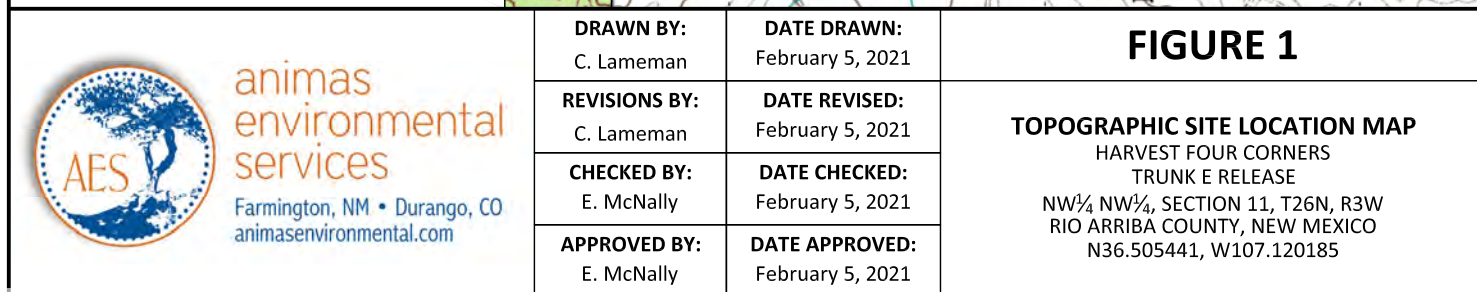 AES
animas
environmental
services
Farmington, NM • Durango, CO
animasenvironmental.com
DRAWN BY:
C. Lameman
DATE DRAWN:
February 5, 2021
REVISIONS BY:
C. Lameman
DATE REVISED:
February 5, 2021
CHECKED BY:
E. McNally
DATE CHECKED:
February 5, 2021
APPROVED BY:
E. McNally
DATE APPROVED:
February 5, 2021
FIGURE 1
TOPOGRAPHIC SITE LOCATION MAP
HARVEST FOUR CORNERS
TRUNK E RELEASE
NW¼ NW¼, SECTION 11, T26N, R3W
RIO ARRIBA COUNTY, NEW MEXICO
N36.505441, W107.120185